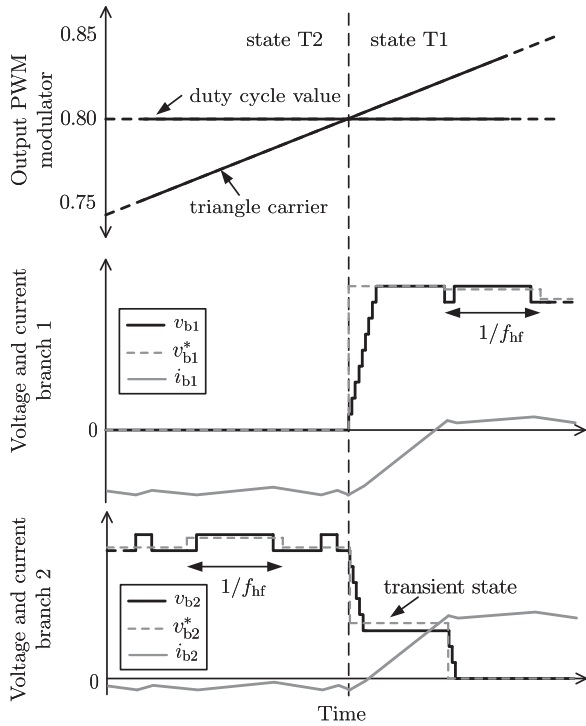 0.85
state T2
state T1
Output PWM
modulator
duty cycle value
0.80
0.75
triangle carrier
Voltage and current
branch 1
v_b1
v*_b1
i_b1
1/f_hf
0
Voltage and current
branch 2
1/f_hf
transient state
v_b2
v*_b2
i_b2
0
Time